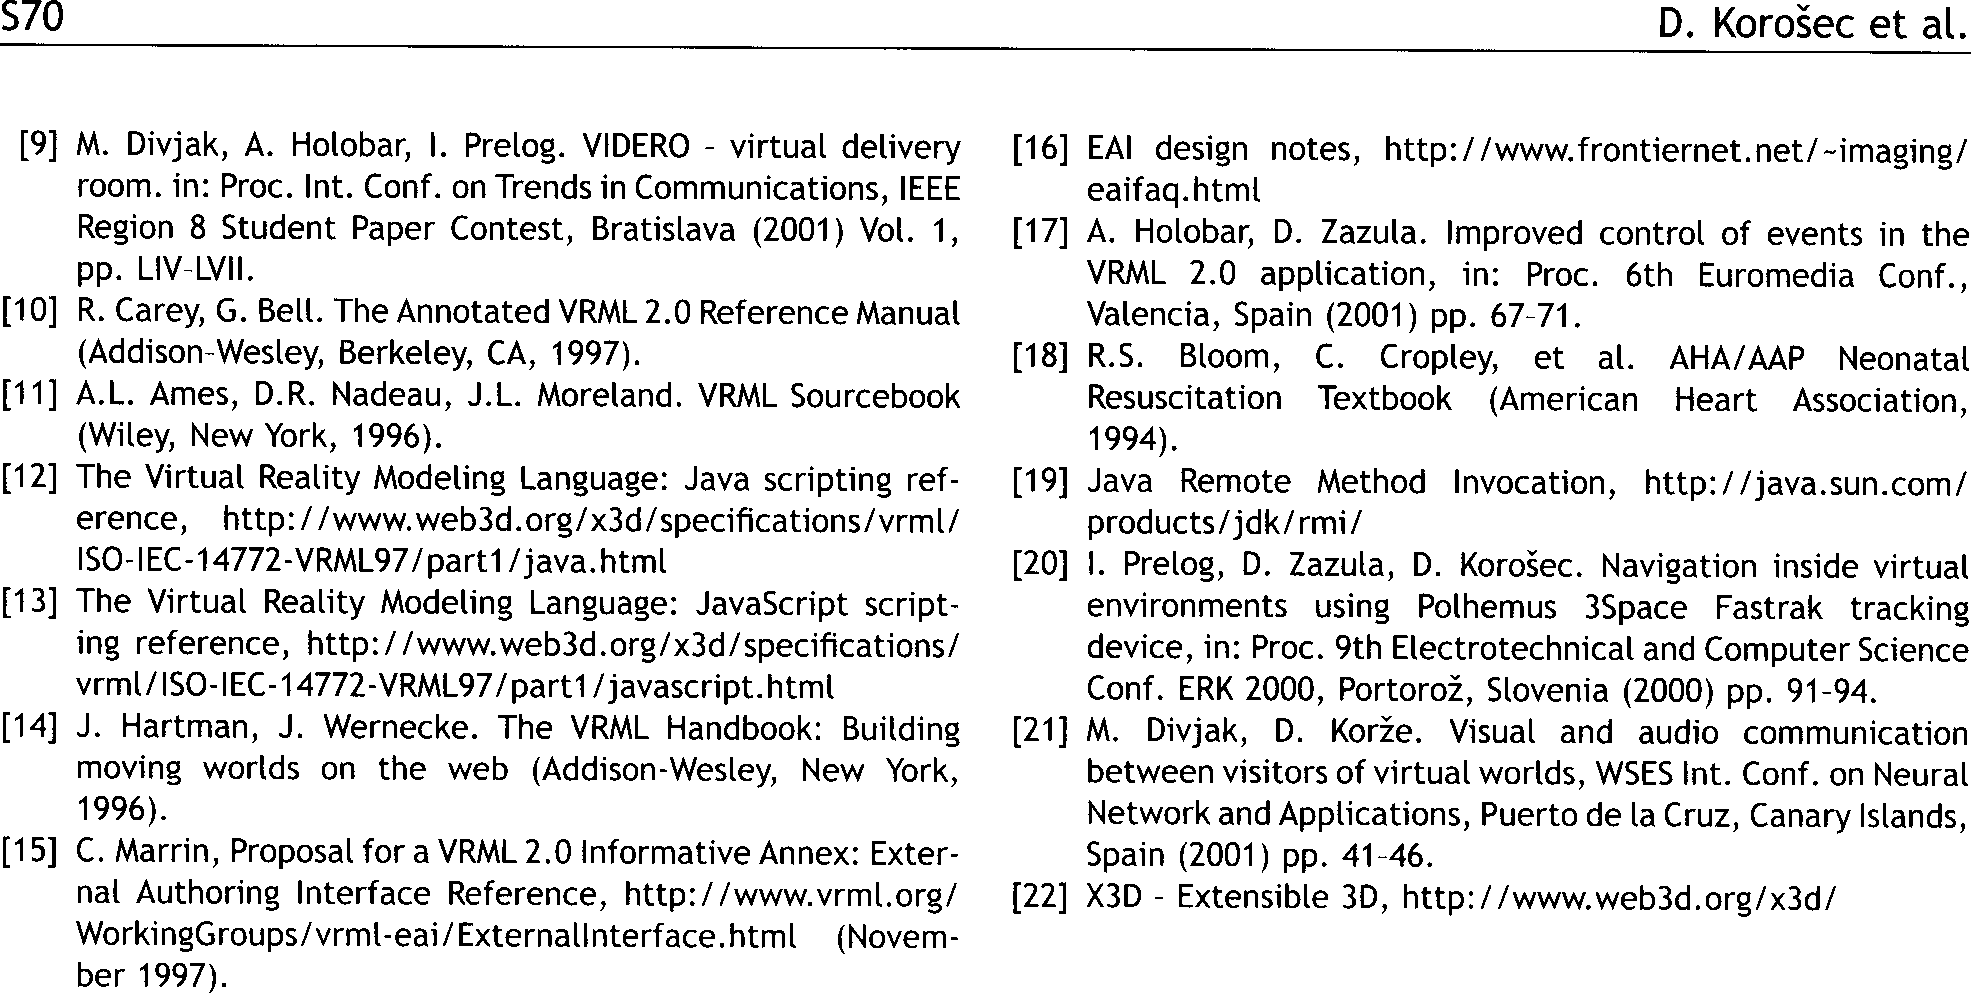 S70
D. Korošec et al.
[9] M. Divjak, A. Holobar, I. Prelog. VIDERO - virtual delivery
room. in: Proc. Int. Conf. on Trends in Communications, IEEE
Region 8 Student Paper Contest, Bratislava (2001) Vol. 1,
pp. LIV-LVII.
[10] R. Carey, G. Bell. The Annotated VRML 2.0 Reference Manual
(Addison-Wesley, Berkeley, CA, 1997).
[11] A.L. Ames, D.R. Nadeau, J.L. Moreland. VRML Sourcebook
(Wiley, New York, 1996).
[12] The Virtual Reality Modeling Language: Java scripting ref-
erence, http://www.web3d.org/x3d/specifications/vrml/
ISO-IEC-14772-VRML97/part1/java.html
[13] The Virtual Reality Modeling Language: JavaScript script-
ing reference, http://www.web3d.org/x3d/specifications/
vrml/ISO-IEC-14772-VRML97/part1/javascript.html
[14] J. Hartman, J. Wernecke. The VRML Handbook: Building
moving worlds on the web (Addison-Wesley, New York,
1996).
[15] C. Marrin, Proposal for a VRML 2.0 Informative Annex: Exter-
nal Authoring Interface Reference, http://www.vrml.org/
WorkingGroups/vrml-eai/ExternalInterface.html (Novem-
ber 1997).
[16] EAI design notes, http://www.frontiernet.net/~imaging/
eaifaq.html
[17] A. Holobar, D. Zazula. Improved control of events in the
VRML 2.0 application, in: Proc. 6th Euromedia Conf.,
Valencia, Spain (2001) pp. 67-71.
[18] R.S. Bloom, C. Cropley, et al. AHA/AAP Neonatal
Resuscitation Textbook (American Heart Association,
1994).
[19] Java Remote Method Invocation, http://java.sun.com/
products/jdk/rmi/
[20] I. Prelog, D. Zazula, D. Korošec. Navigation inside virtual
environments using Polhemus 3Space Fastrak tracking
device, in: Proc. 9th Electrotechnical and Computer Science
Conf. ERK 2000, Portorož, Slovenia (2000) pp. 91-94.
[21] M. Divjak, D. Korže. Visual and audio communication
between visitors of virtual worlds, WSES Int. Conf. on Neural
Network and Applications, Puerto de la Cruz, Canary Islands,
Spain (2001) pp. 41-46.
[22] X3D - Extensible 3D, http://www.web3d.org/x3d/